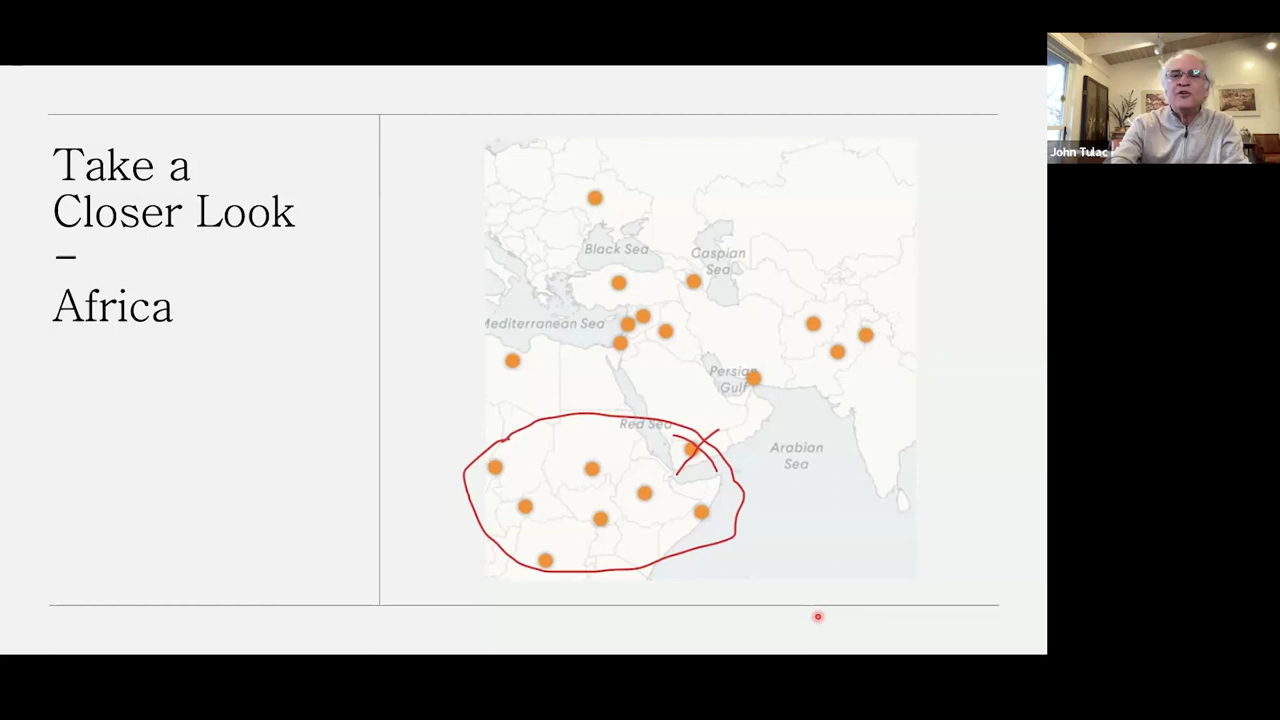 Take a
Closer Look
–
Africa
Black Sea
Caspian
Sea
Mediterranean Sea
Persian
Gulf
Red Sea
Arabian
Sea
John Tulac